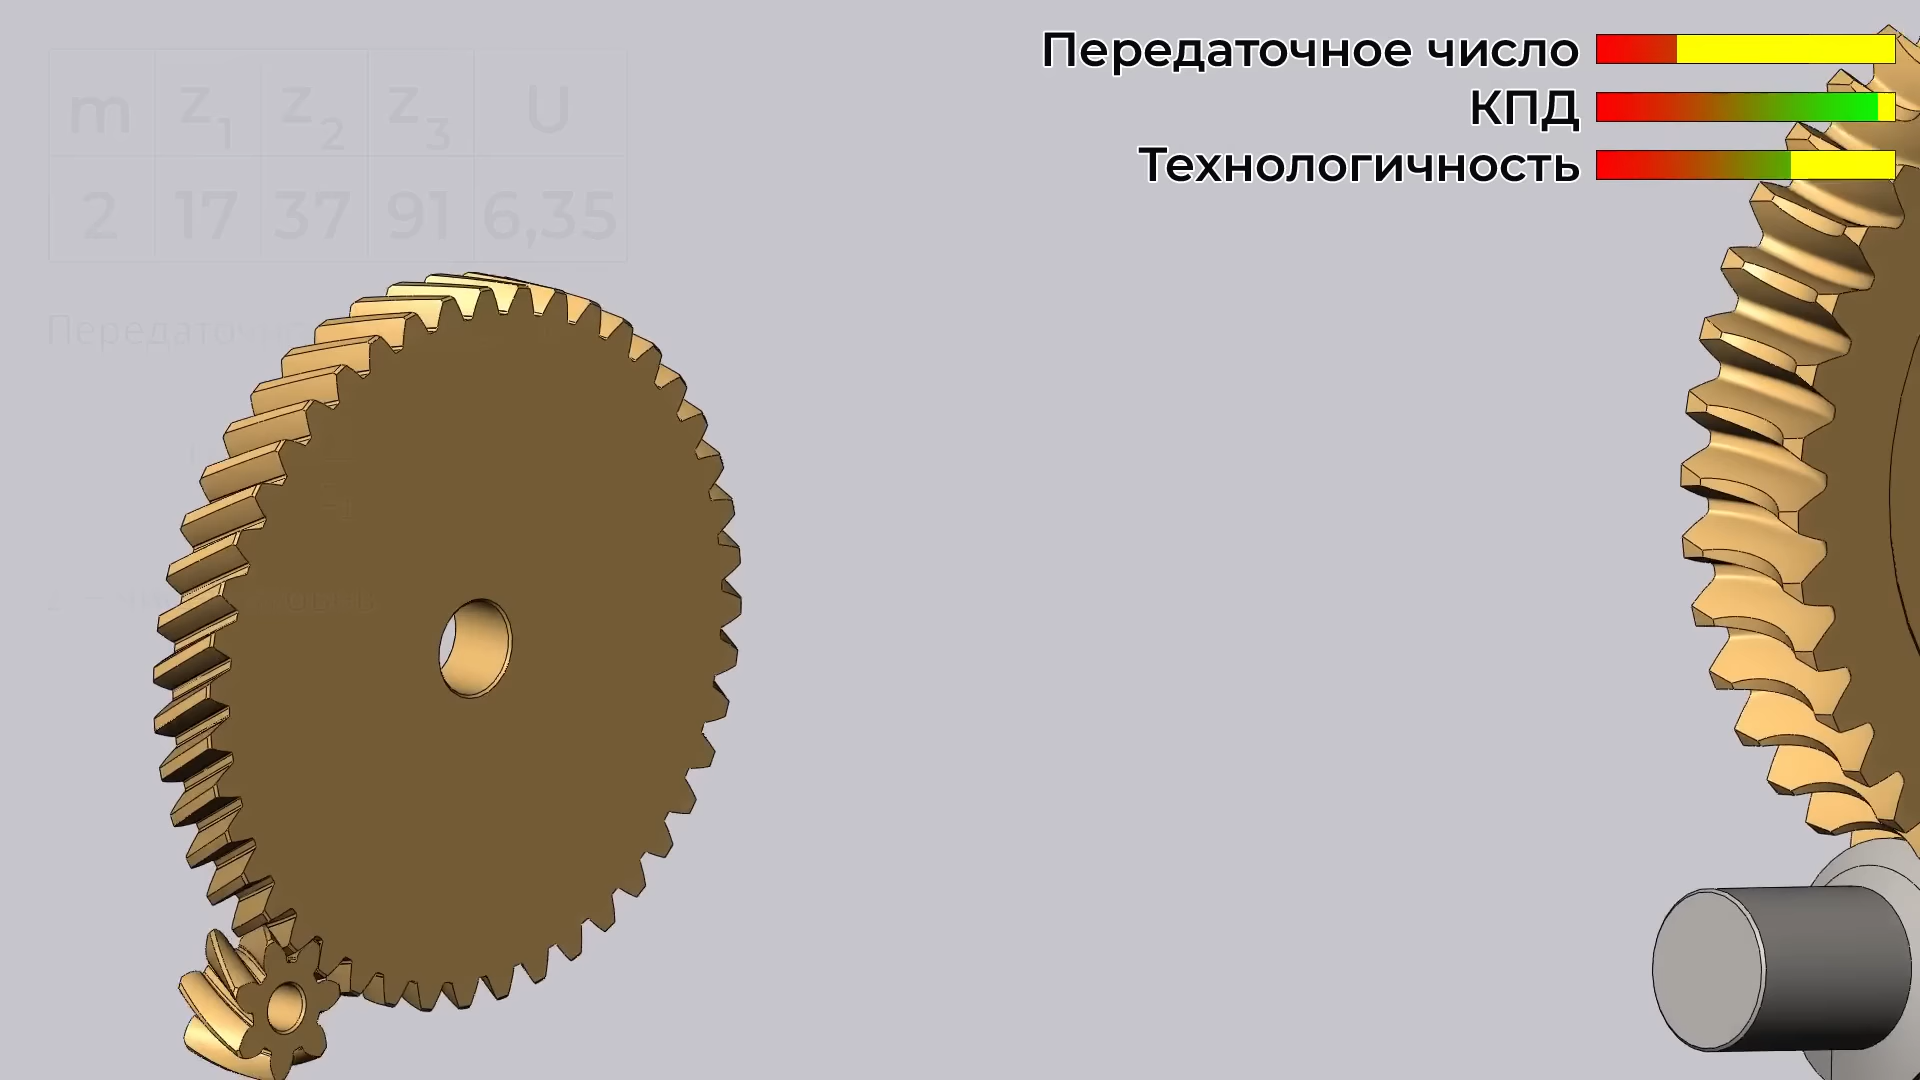 Передаточное число
КПД
Технологичность
m z1 z2 z3 U
2 17 37 91 6,35